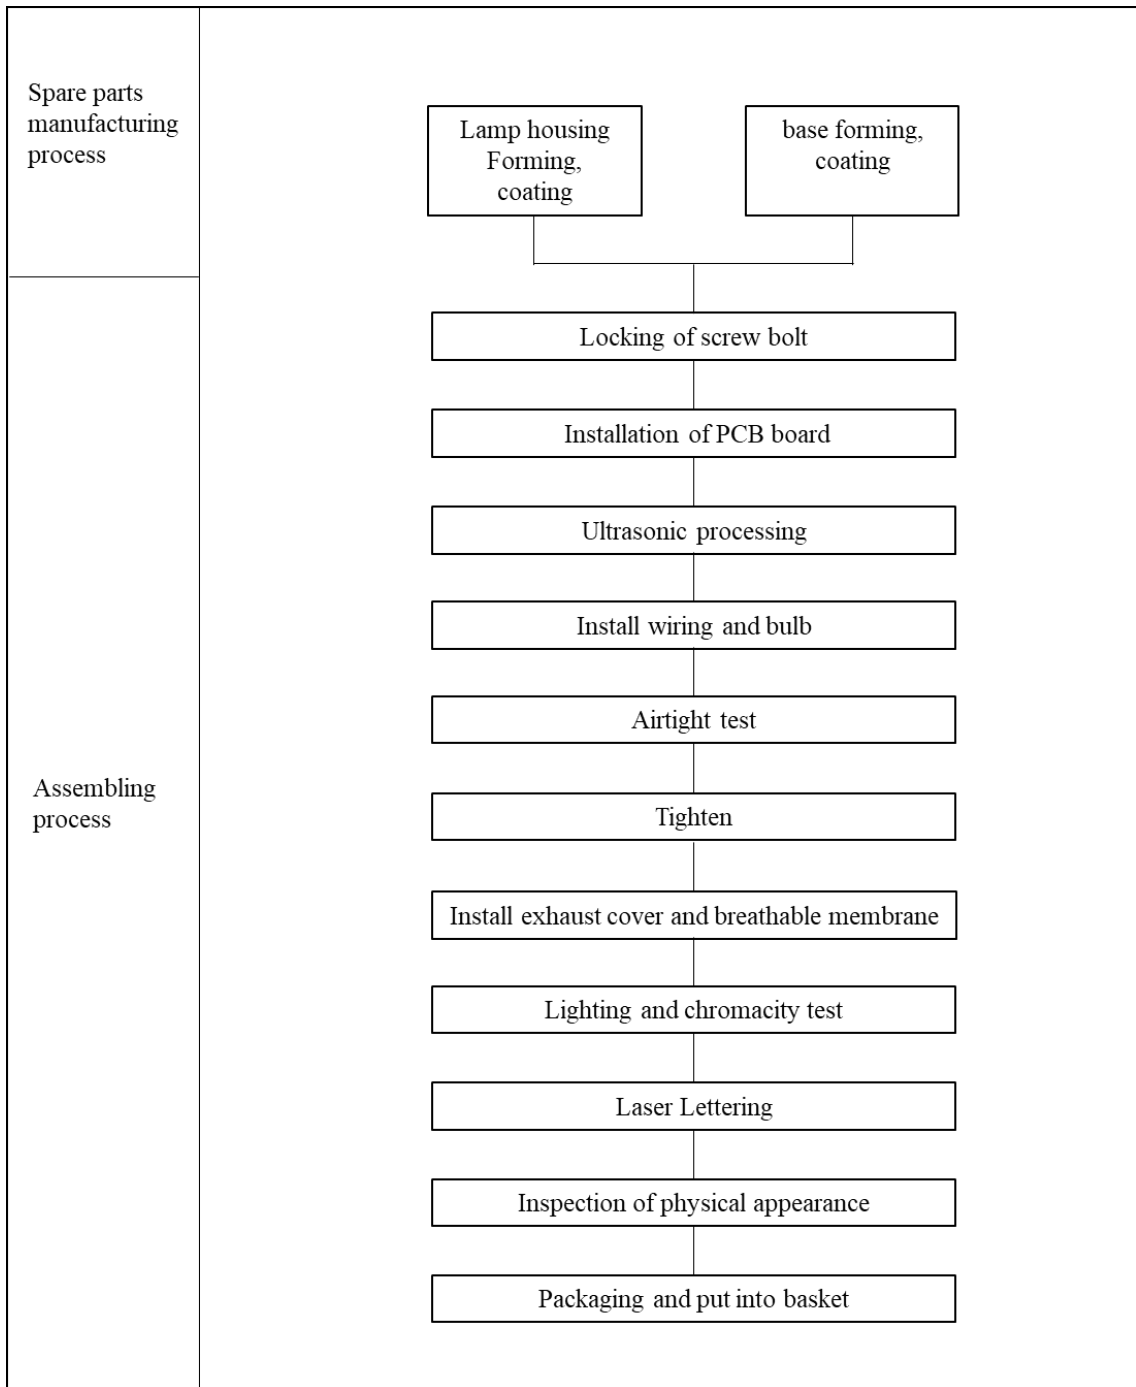 Spare parts
manufacturing
process
Lamp housing
Forming,
coating
base forming,
coating
Locking of screw bolt
Installation of PCB board
Ultrasonic processing
Install wiring and bulb
Airtight test
Assembling
process
Tighten
Install exhaust cover and breathable membrane
Lighting and chromacity test
Laser Lettering
Inspection of physical appearance
Packaging and put into basket